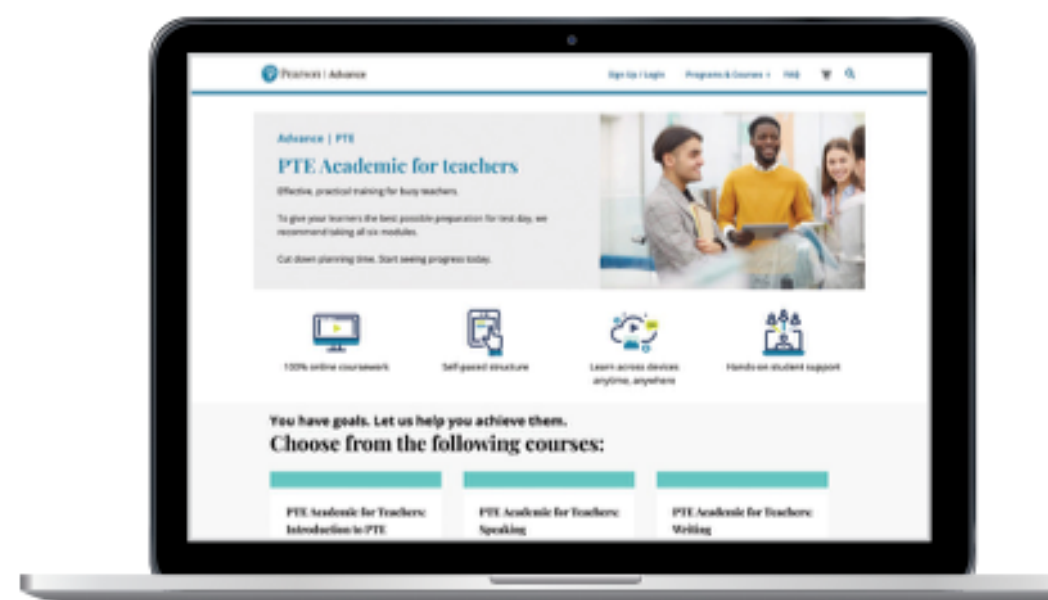 Pearson | Advance
Sign Up / Login Programs & Courses FAQ
Advance | PTE
PTE Academic for teachers
Effective, practical training for busy teachers.
To give your learners the best possible preparation for test day, we
recommend taking all six modules.
Cut down planning time. Start seeing progress today.
100% online coursework
Self-paced structure
Learn across devices
anytime, anywhere
Hands-on student support
You have goals. Let us help you achieve them.
Choose from the following courses:
PTE Academic for Teachers:
Introduction to PTE
PTE Academic for Teachers:
Speaking
PTE Academic for Teachers:
Writing